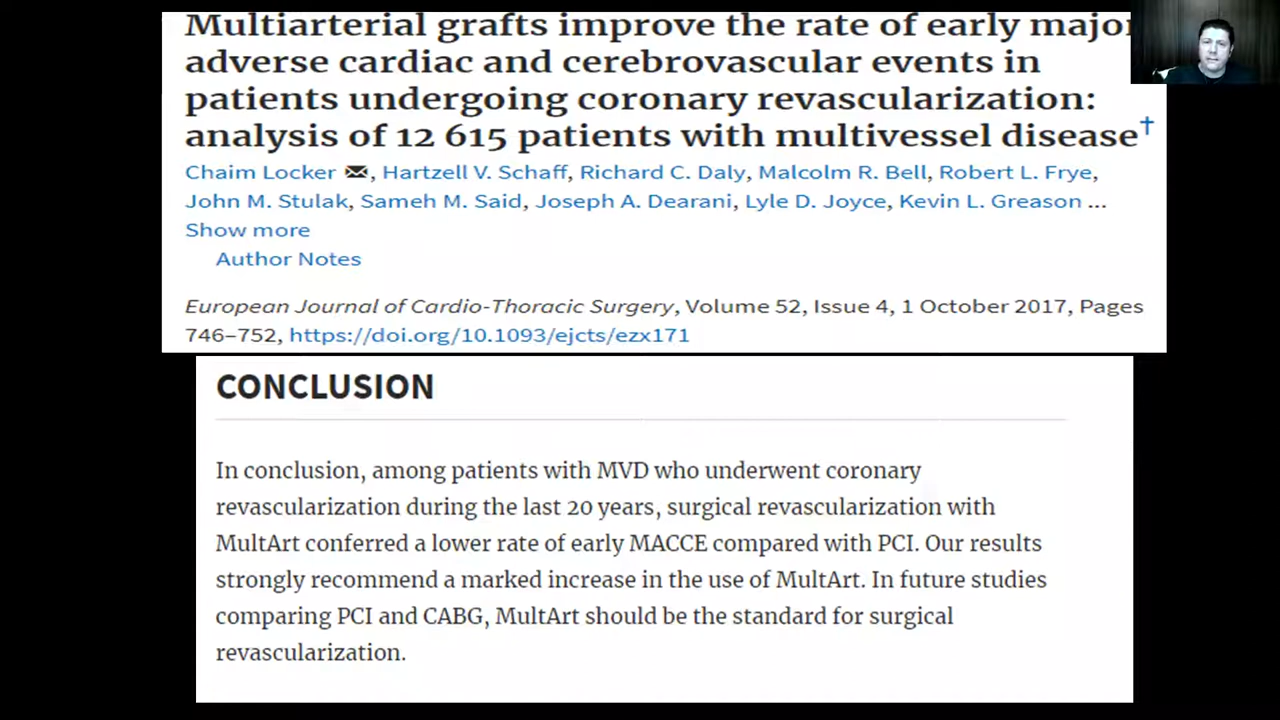 Multiarterial grafts improve the rate of early major
adverse cardiac and cerebrovascular events in
patients undergoing coronary revascularization:
analysis of 12 615 patients with multivessel disease†
Chaim Locker ✉, Hartzell V. Schaff, Richard C. Daly, Malcolm R. Bell, Robert L. Frye,
John M. Stulak, Sameh M. Said, Joseph A. Dearani, Lyle D. Joyce, Kevin L. Greason ...
Show more
Author Notes
European Journal of Cardio-Thoracic Surgery, Volume 52, Issue 4, 1 October 2017, Pages
746–752, https://doi.org/10.1093/ejcts/ezx171
CONCLUSION
In conclusion, among patients with MVD who underwent coronary
revascularization during the last 20 years, surgical revascularization with
MultArt conferred a lower rate of early MACCE compared with PCI. Our results
strongly recommend a marked increase in the use of MultArt. In future studies
comparing PCI and CABG, MultArt should be the standard for surgical
revascularization.